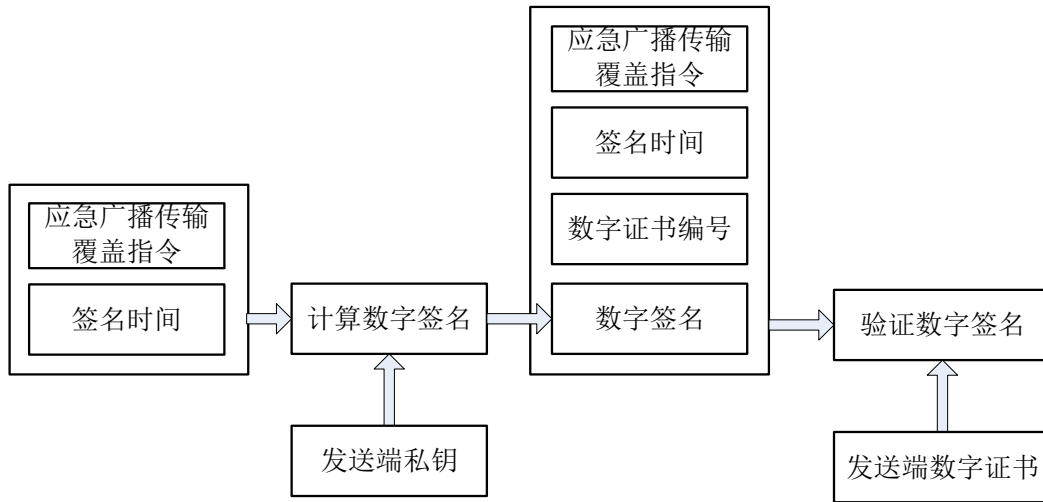 应急广播传输
覆盖指令
签名时间
计算数字签名
发送端私钥
应急广播传输
覆盖指令
签名时间
数字证书编号
数字签名
验证数字签名
发送端数字证书